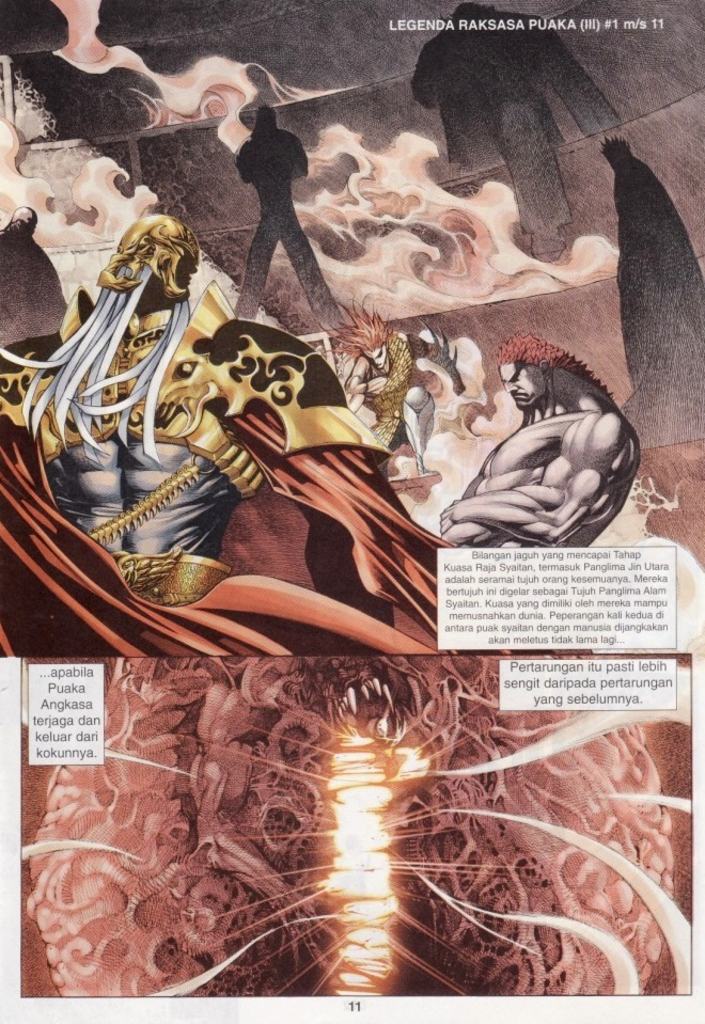 LEGENDA RAKSASA PUAKA (III) #1 m/s 11
Bilangan jaguh yang mencapai Tahap
Kuasa Raja Syaitan, termasuk Panglima Jin Utara
adalah seramai tujuh orang kesemuanya. Mereka
bertujuh ini digelar sebagai Tujuh Panglima Alam
Syaitan. Kuasa yang dimiliki oleh mereka mampu
memusnahkan dunia. Peperangan kali kedua di
antara puak syaitan dengan manusia dijangkakan
akan meletus tidak lama lagi...
...apabila
Puaka
Angkasa
terjaga dan
keluar dari
kokunnya.
Pertarungan itu pasti lebih
sengit daripada pertarungan
yang sebelumnya.
11